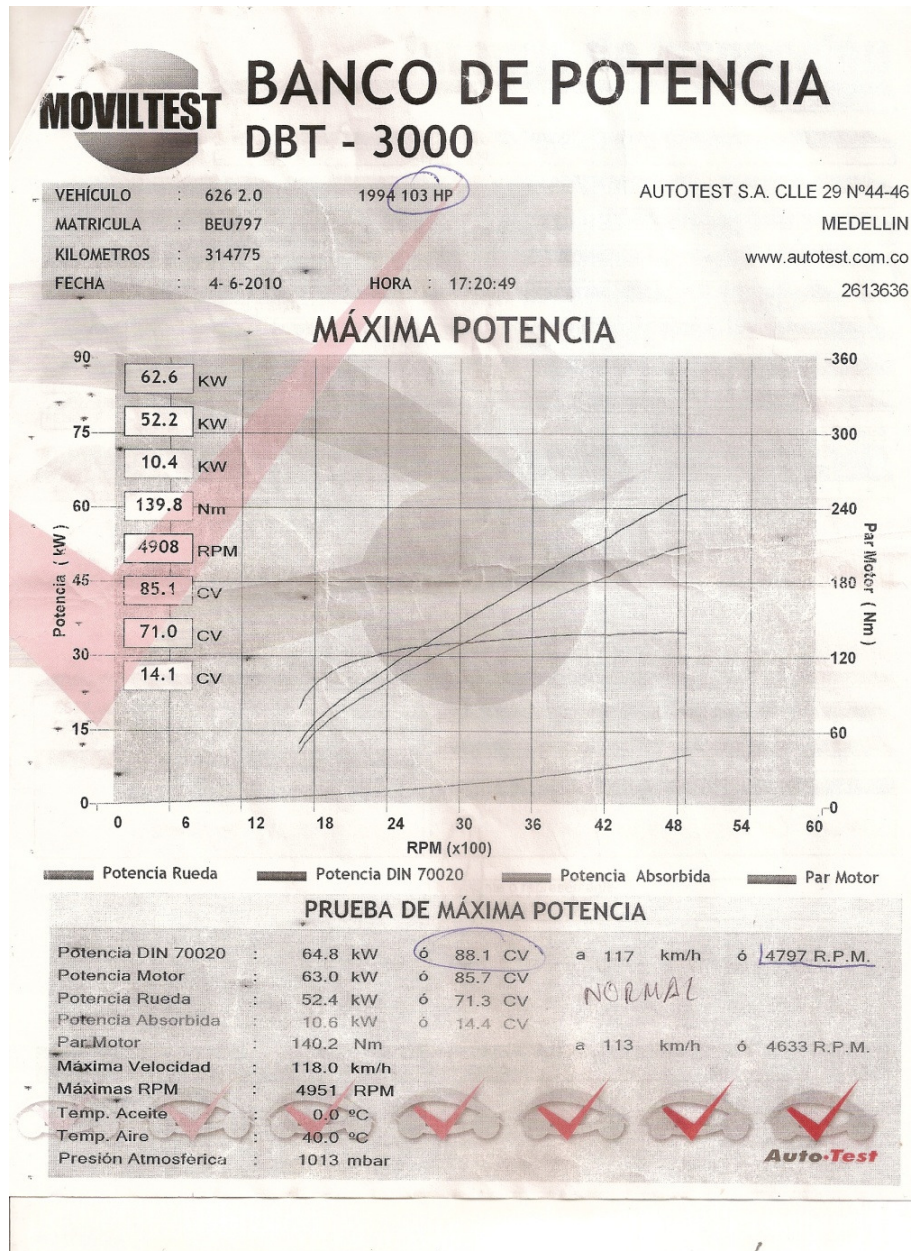 MOVILTEST
BANCO DE POTENCIA
DBT - 3000
VEHÍCULO : 626 2.0 1994 103 HP
MATRICULA : BEU797
KILOMETROS : 314775
FECHA : 4- 6-2010 HORA : 17:20:49
AUTOTEST S.A. CLLE 29 Nº44-46
MEDELLIN
www.autotest.com.co
2613636
MÁXIMA POTENCIA
90 75 60 45 30 15 0
Potencia ( kW )
62.6 KW
52.2 KW
10.4 KW
139.8 Nm
4908 RPM
85.1 CV
71.0 CV
14.1 CV
360 300 240 180 120 60 0
Par Motor ( Nm )
0 6 12 18 24 30 36 42 48 54 60
RPM (x100)
Potencia Rueda Potencia DIN 70020 Potencia Absorbida Par Motor
PRUEBA DE MÁXIMA POTENCIA
Potencia DIN 70020 : 64.8 kW ó 88.1 CV a 117 km/h ó 4797 R.P.M.
Potencia Motor : 63.0 kW ó 85.7 CV
Potencia Rueda : 52.4 kW ó 71.3 CV NORMAL
Potencia Absorbida : 10.6 kW ó 14.4 CV
Par Motor : 140.2 Nm a 113 km/h ó 4633 R.P.M.
Máxima Velocidad : 118.0 km/h
Máximas RPM : 4951 RPM
Temp. Aceite : 0.0 ºC
Temp. Aire : 40.0 ºC
Presión Atmosférica : 1013 mbar
Auto-Test